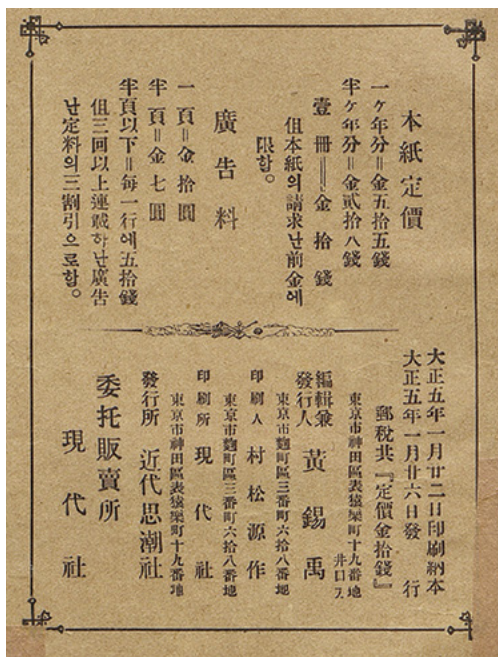 本紙定價
一ケ年分=金五拾五錢
半ケ年分=金貳拾八錢
壹冊=金拾錢
但本紙의請求난前金에
限함。
廣告料
一頁=金拾圓
半頁=金七圓
半頁以下=每一行에五拾錢
但三回以上連載하난廣告
난定料의三割引으로함。
大正五年一月廿二日印刷納本
大正五年一月廿六日發行
郵稅共『定價金拾錢』
東京市神田區表猿樂町十九番地
井口方
編輯兼
發行人 黃錫禹
東京市麴町區三番町六拾八番地
印刷人 村松源作
東京市麴町區三番町六拾八番地
印刷所 現代社
東京市神田區表猿樂町十九番地
發行所 近代思潮社
委托販賣所
現代社